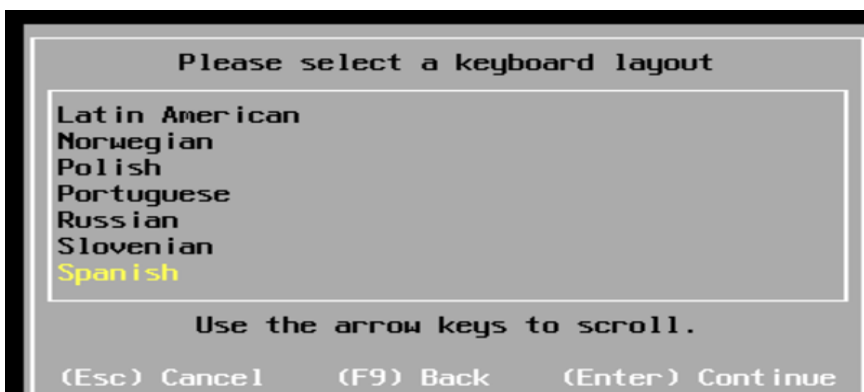 Please select a keyboard layout
Latin American
Norwegian
Polish
Portuguese
Russian
Slovenian
Spanish
Use the arrow keys to scroll.
(Esc) Cancel (F9) Back (Enter) Continue